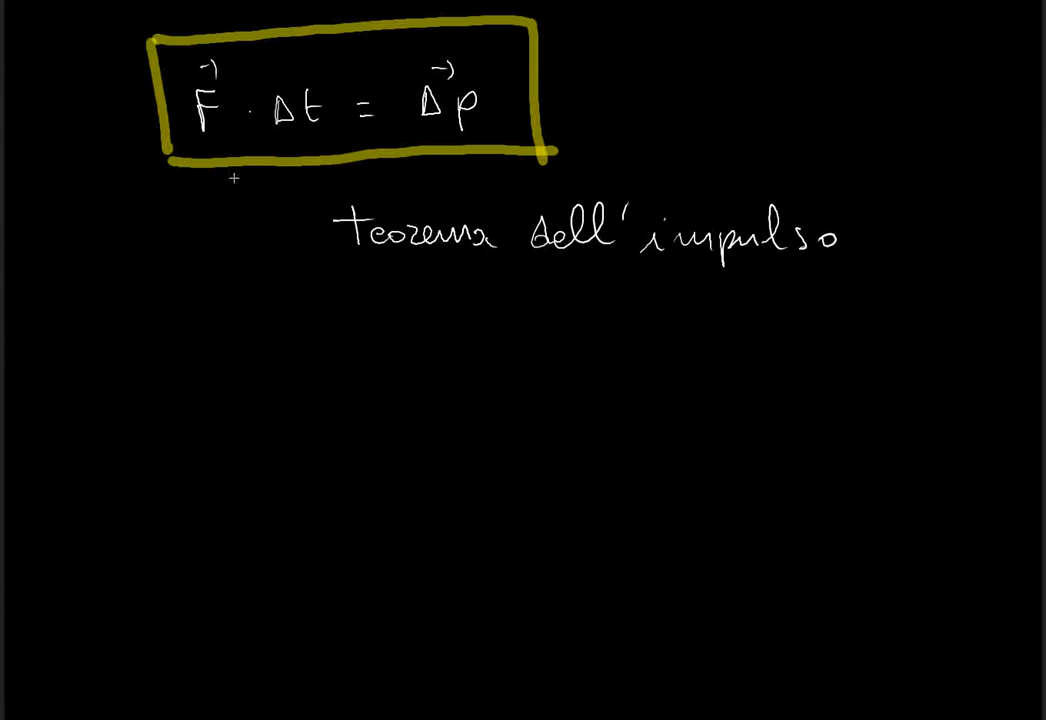 F⃗ · Δt = Δp⃗
teorema dell'impulso